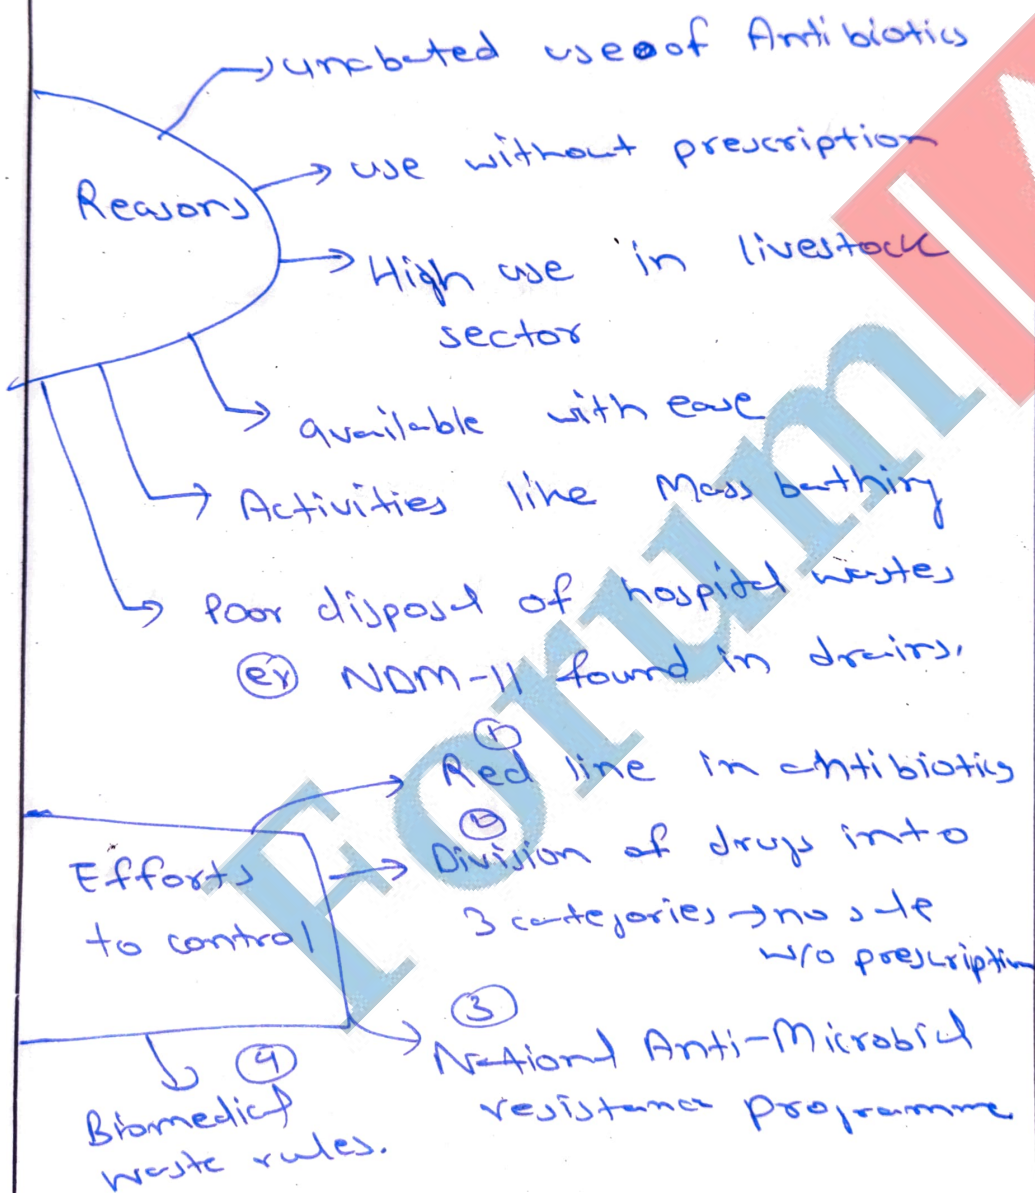 unabated use of Antibiotics
Reasons
use without prescription
High use in livestock
sector
available with ease
Activities like Mass bathing
Poor disposal of hospital wastes
ex NDM-11 found in drains.
1
Red line in antibiotics
2
Division of drugs into
3 categories → no sale
w/o prescription
Efforts
to control
3
National Anti-Microbial
resistance programme
4
Biomedical
waste rules.
Forum